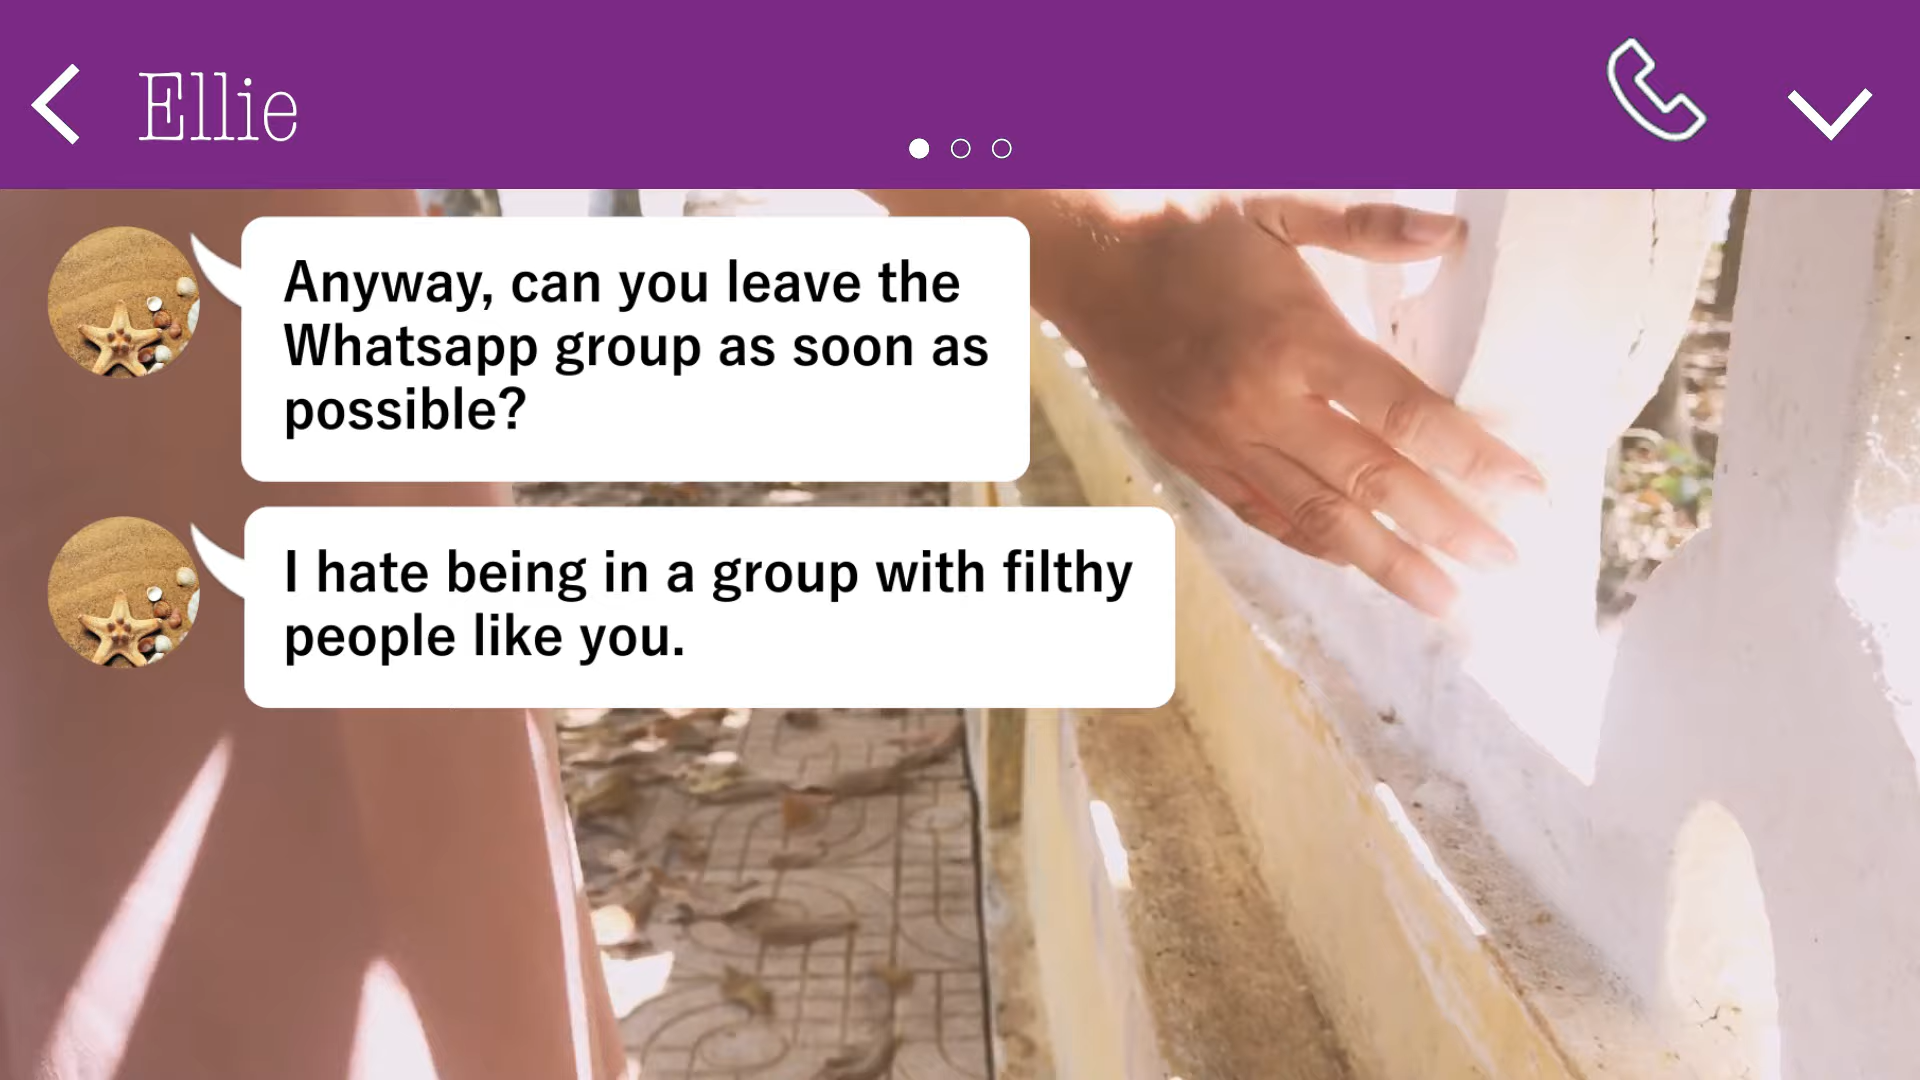 Ellie
Anyway, can you leave the
Whatsapp group as soon as
possible?
I hate being in a group with filthy
people like you.